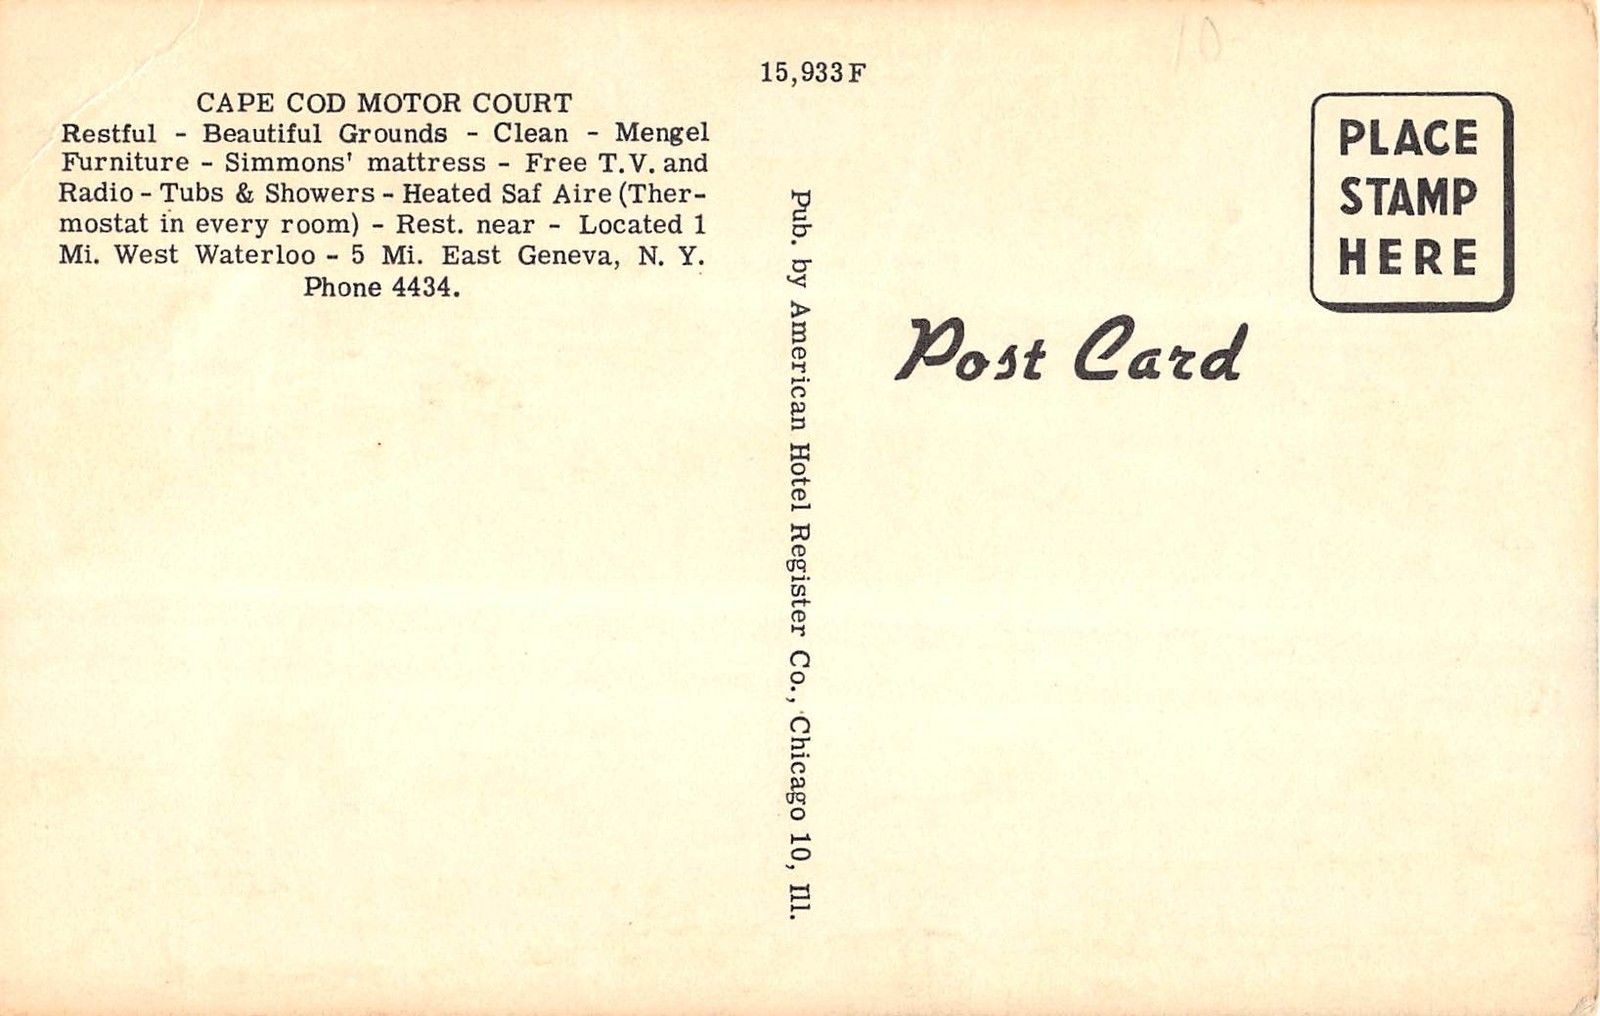 15,933F
CAPE COD MOTOR COURT
Restful - Beautiful Grounds - Clean - Mengel
Furniture - Simmons' mattress - Free T.V. and
Radio - Tubs & Showers - Heated Saf Aire (Ther-
mostat in every room) - Rest. near - Located 1
Mi. West Waterloo - 5 Mi. East Geneva, N. Y.
Phone 4434.
Pub. by American Hotel Register Co., Chicago 10, Ill.
10
PLACE
STAMP
HERE
Post Card